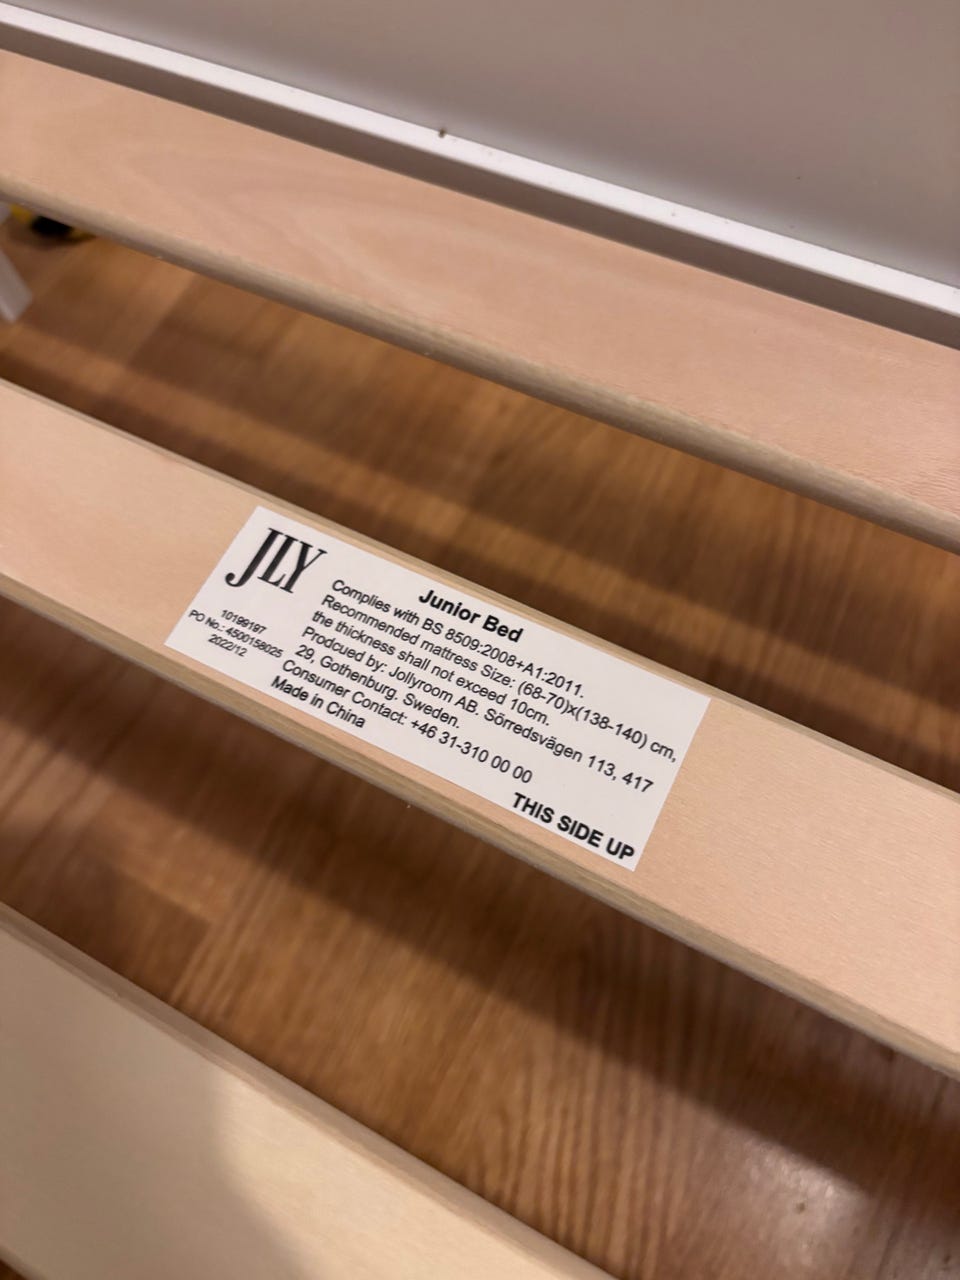 JLY
10199197
PO No.: 4500158025
2022/12
Junior Bed
Complies with BS 8509:2008+A1:2011.
Recommended mattress Size: (68-70)x(138-140) cm,
the thickness shall not exceed 10cm.
Prodcued by: Jollyroom AB. Sörredsvägen 113, 417
29, Gothenburg. Sweden.
Consumer Contact: +46 31-310 00 00
Made in China
THIS SIDE UP